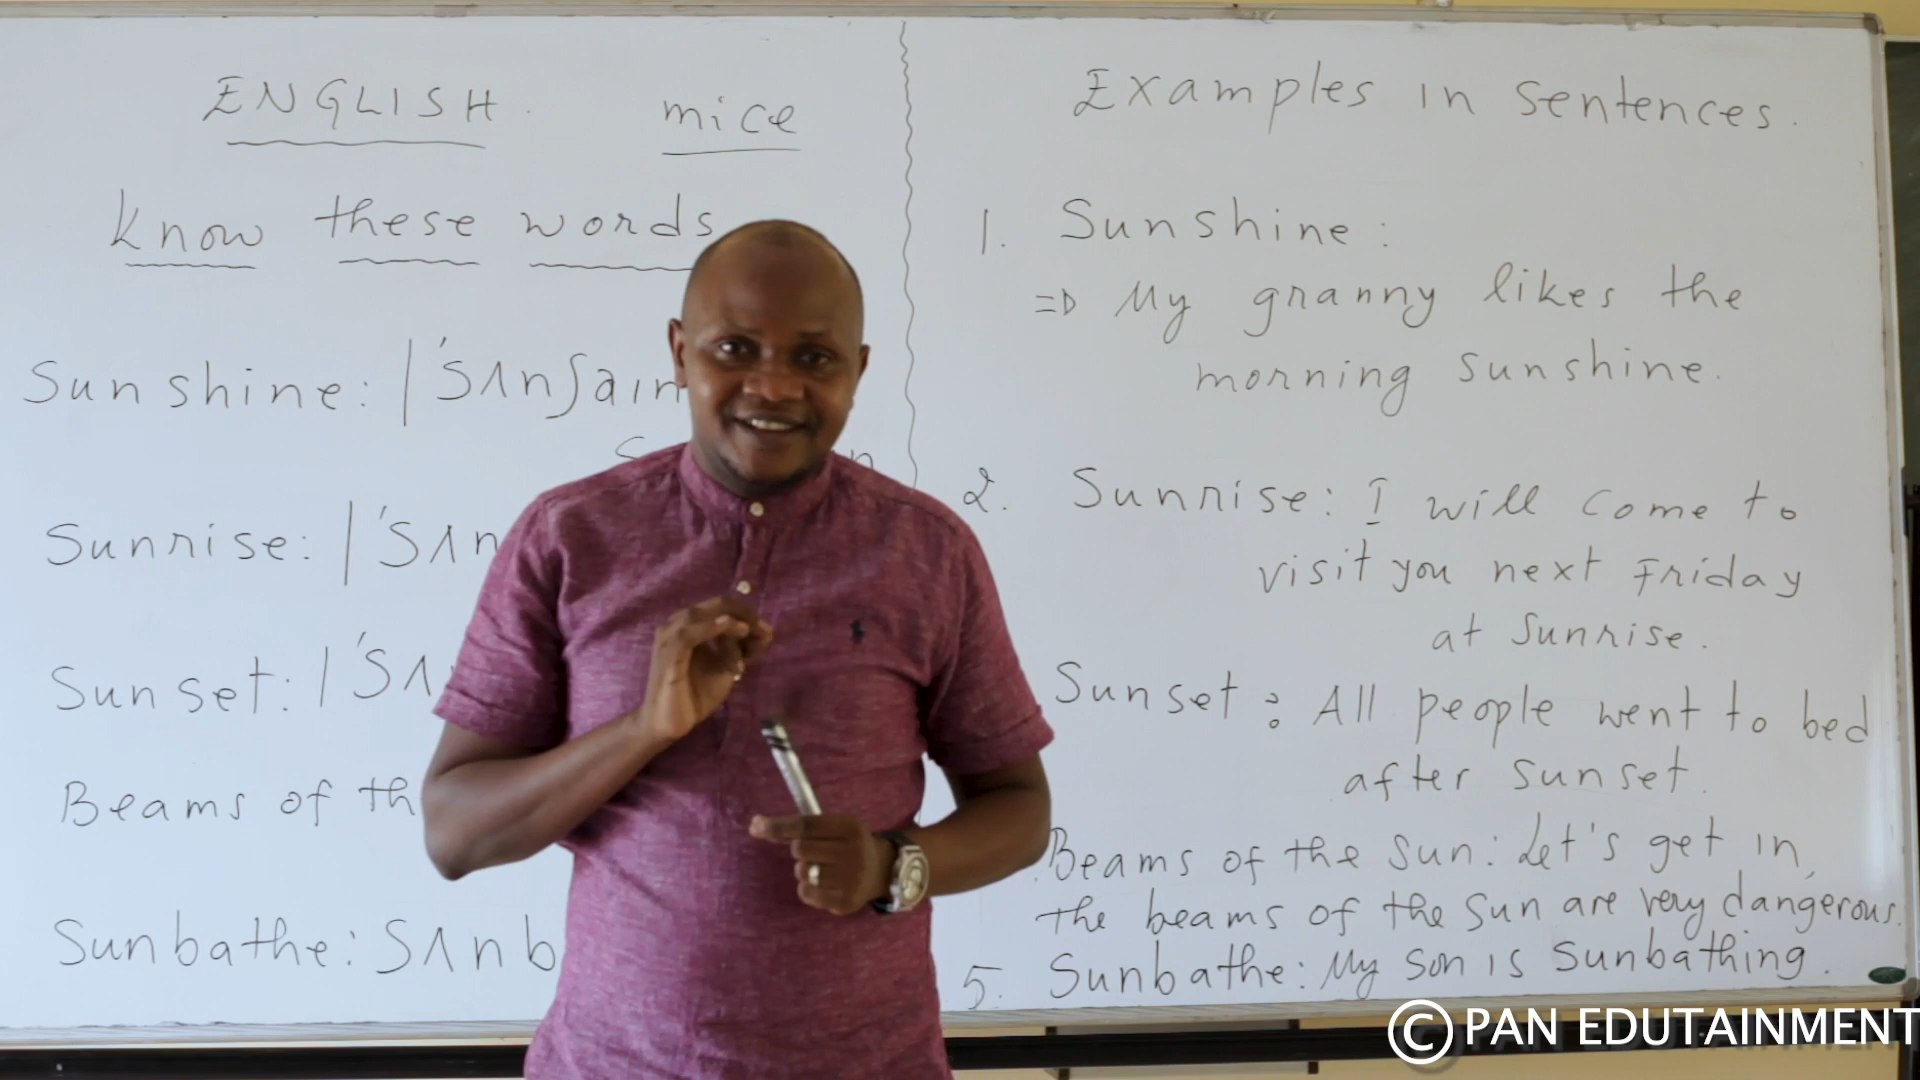 ENGLISH.
mice
Know these words
Sunshine: |'sʌnʃaın
Sunrise: |'sʌn
Sunset: |'sʌ
Beams of th
Sunbathe: sʌnb
Examples in sentences.
1. Sunshine:
⇒ My granny likes the
morning sunshine.
2. Sunrise: I will come to
visit you next Friday
at sunrise.
Sunset: All people went to bed
after sunset.
Beams of the sun: Let's get in,
the beams of the sun are very dangerous.
5. Sunbathe: My son is sunbathing.
© PAN EDUTAINMENT